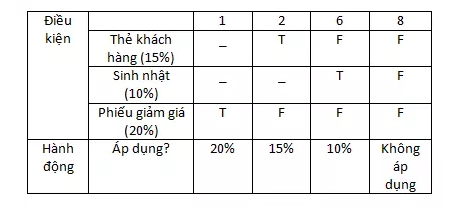 Điều kiện 1 2 6 8
Thẻ khách hàng (15%) – T F F
Sinh nhật (10%) – – T F
Phiếu giảm giá (20%) T F F F
Hành động Áp dụng? 20% 15% 10% Không áp dụng